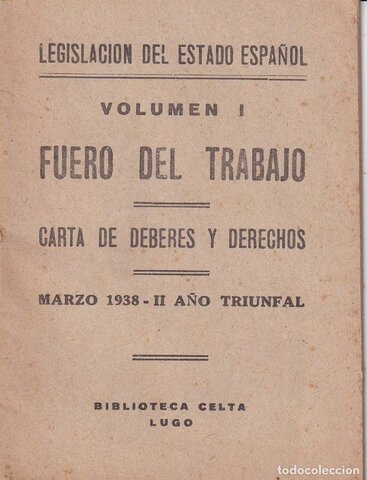 LEGISLACION DEL ESTADO ESPAÑOL
VOLUMEN I
FUERO DEL TRABAJO
CARTA DE DEBERES Y DERECHOS
MARZO 1938 - II AÑO TRIUNFAL
BIBLIOTECA CELTA
LUGO
todocoleccion